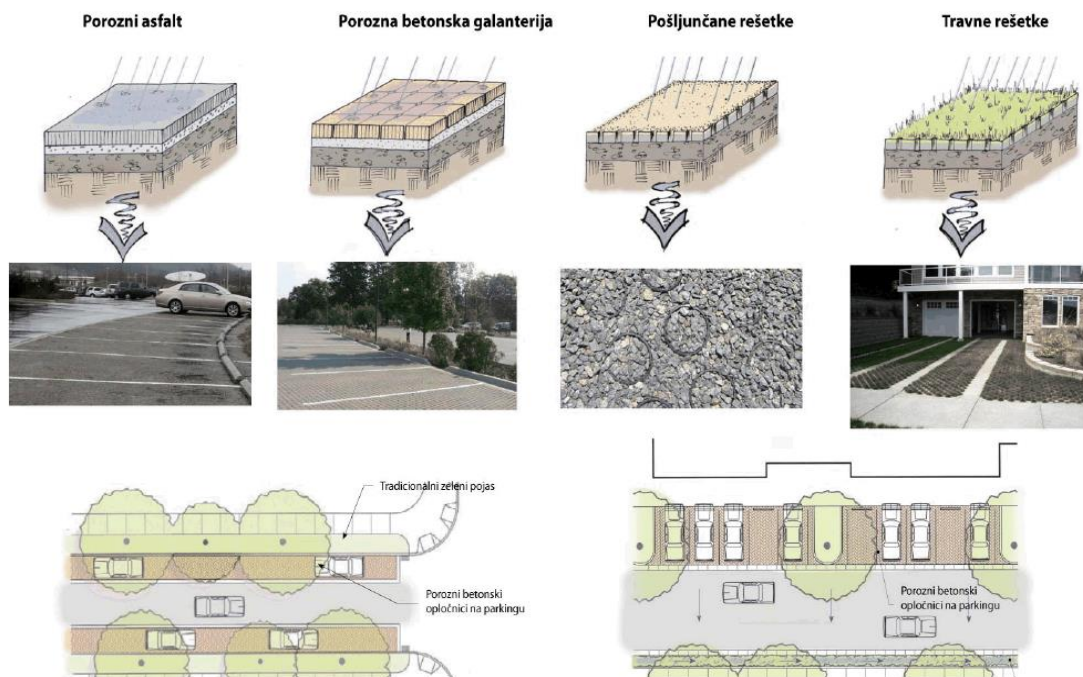 Porozni asfalt
Porozna betonska galanterija
Pošljunčane rešetke
Travne rešetke
Tradicionalni zeleni pojas
Porozni betonski
opločnici na parkingu
Porozni betonski
opločnici na parkingu